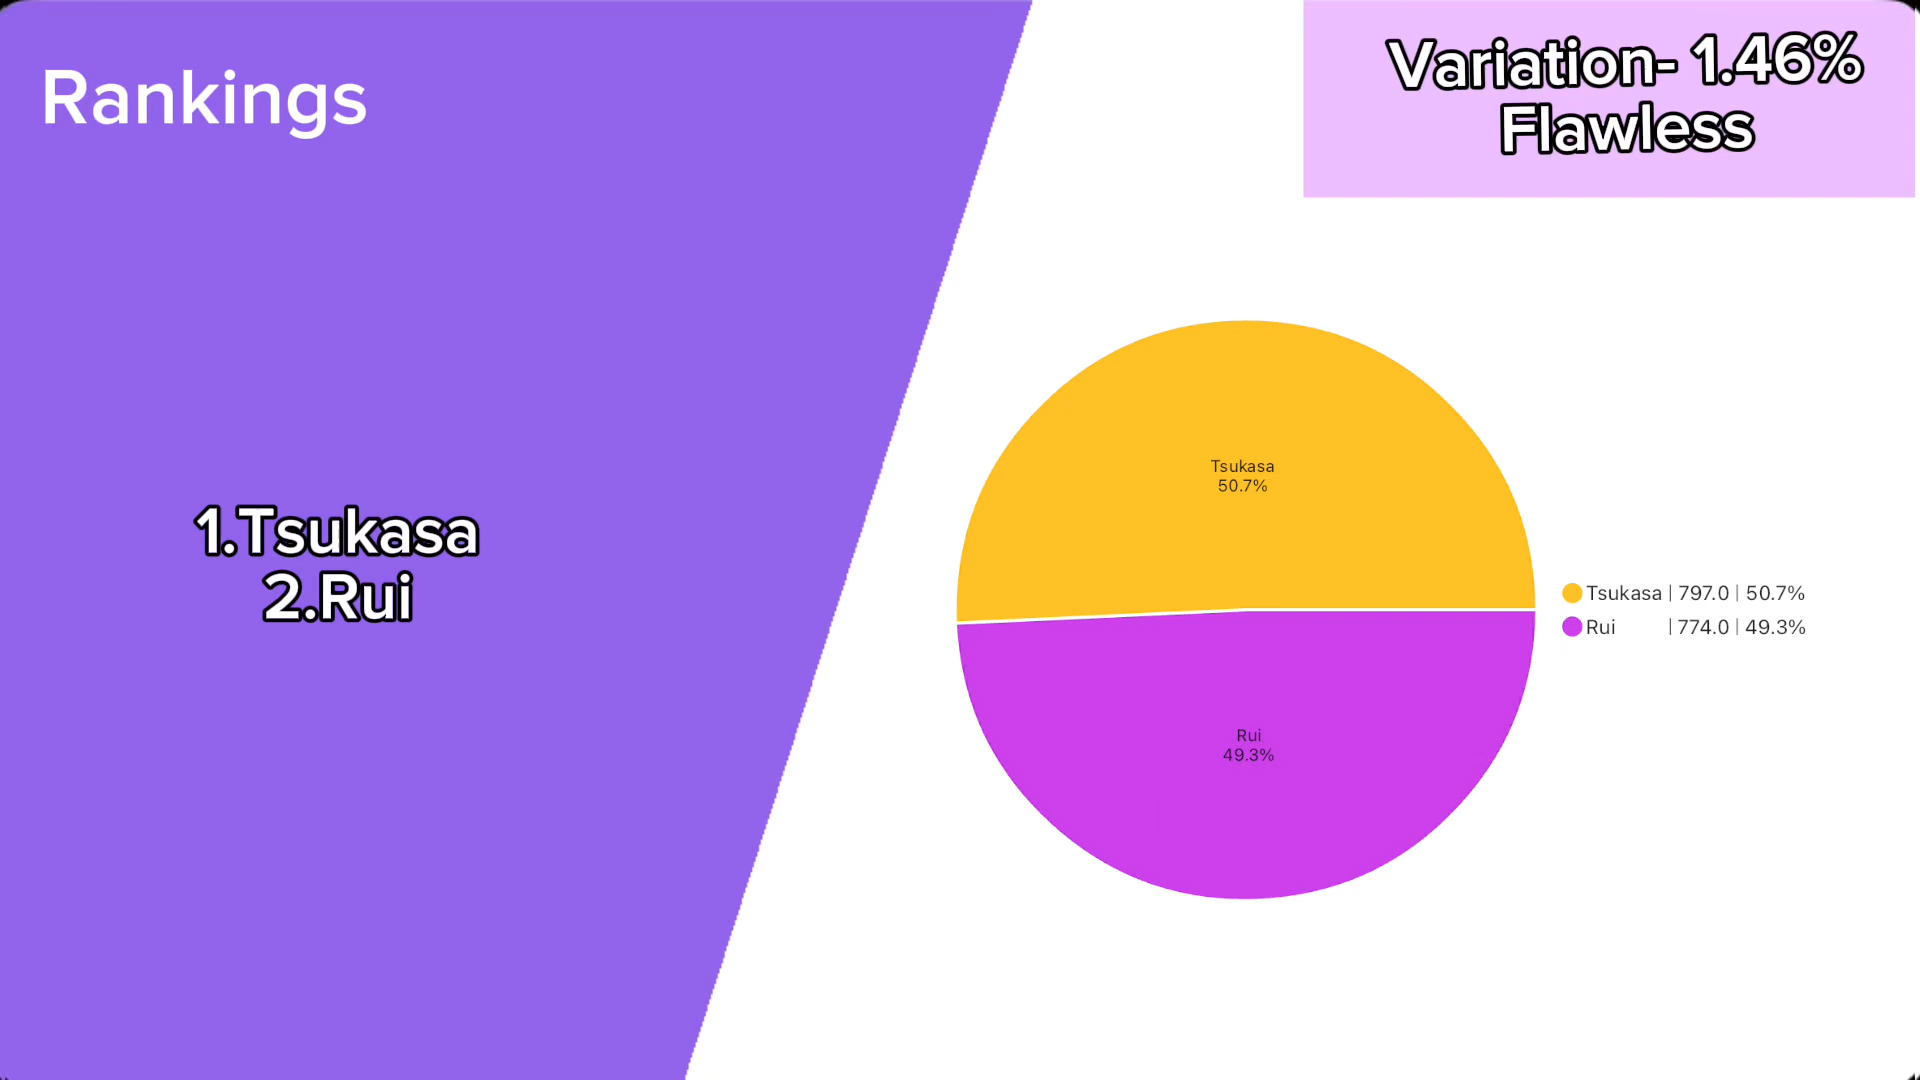 Rankings
Variation- 1.46%
Flawless
1.Tsukasa
2.Rui
Tsukasa
50.7%
Rui
49.3%
Tsukasa | 797.0 | 50.7%
Rui | 774.0 | 49.3%